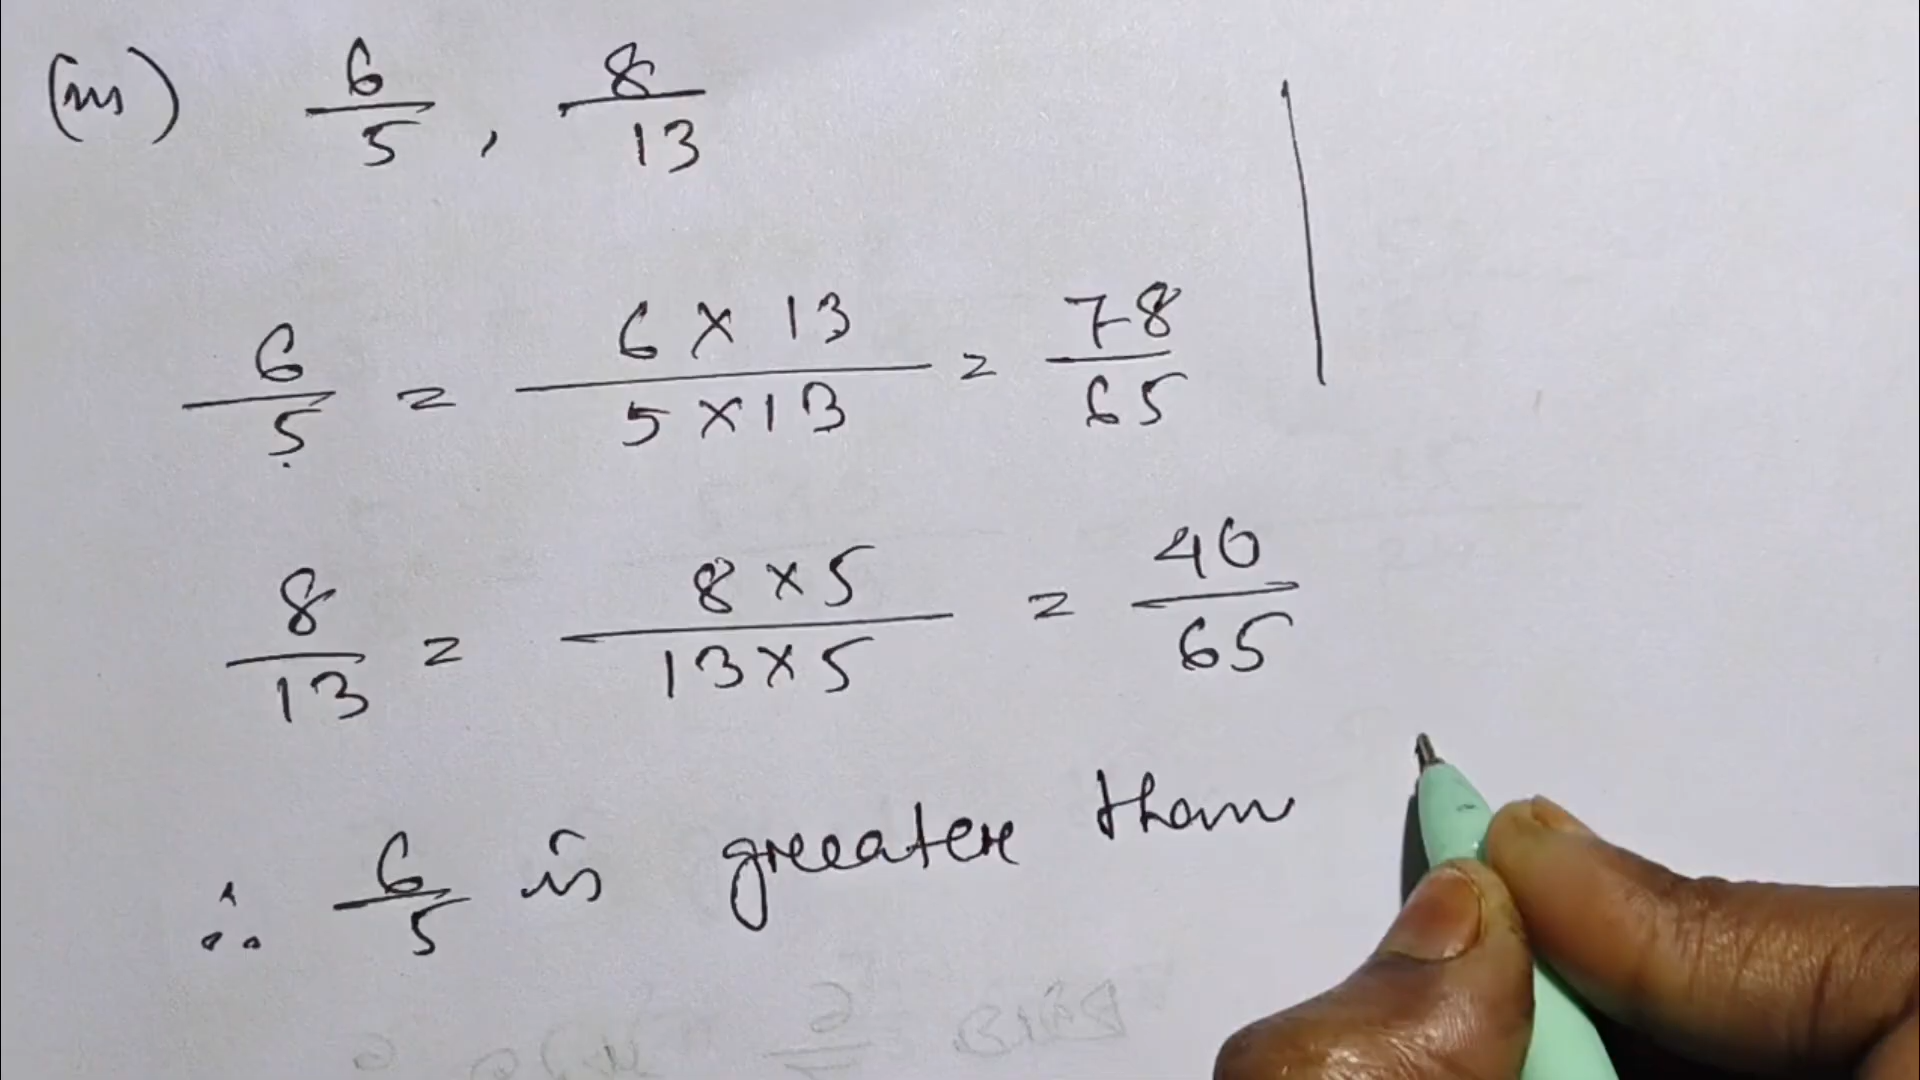 (iii) 6/5 , 8/13
6/5 = 6 × 13 / 5 × 13 = 78/65
8/13 = 8 × 5 / 13 × 5 = 40/65
∴ 6/5 is greater than